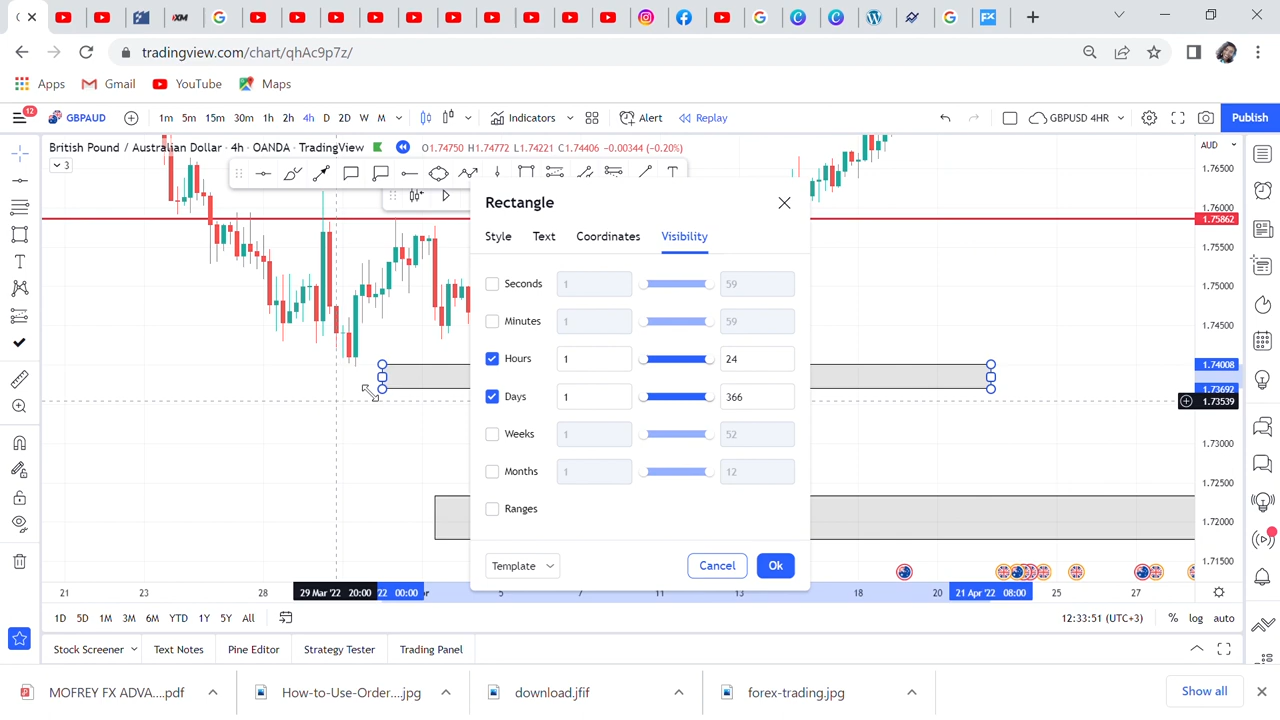 tradingview.com/chart/qhAc9p7z/
Apps Gmail YouTube Maps
12
GBPAUD 1m 5m 15m 30m 1h 2h 4h D 2D W M Indicators Alert Replay GBPUSD 4HR Publish
British Pound / Australian Dollar · 4h · OANDA · TradingView O1.74750 H1.74772 L1.74221 C1.74406 −0.00344 (−0.20%) AUD
3
1.76500
1.76000
1.75862
1.75500
1.75000
1.74500
1.74008
1.73692
1.73539
1.73000
1.72500
1.72000
1.71500
Rectangle
Style Text Coordinates Visibility
Seconds 1 59
Minutes 1 59
Hours 1 24
Days 1 366
Weeks 1 52
Months 1 12
Ranges
Template Cancel Ok
21 23 28 29 Mar '22 20:00 22 00:00 5 7 11 13 18 20 21 Apr '22 08:00 25 27
1D 5D 1M 3M 6M YTD 1Y 5Y All 12:33:51 (UTC+3) % log auto
Stock Screener Text Notes Pine Editor Strategy Tester Trading Panel
MOFREY FX ADVA....pdf How-to-Use-Order....jpg download.jfif forex-trading.jpg Show all